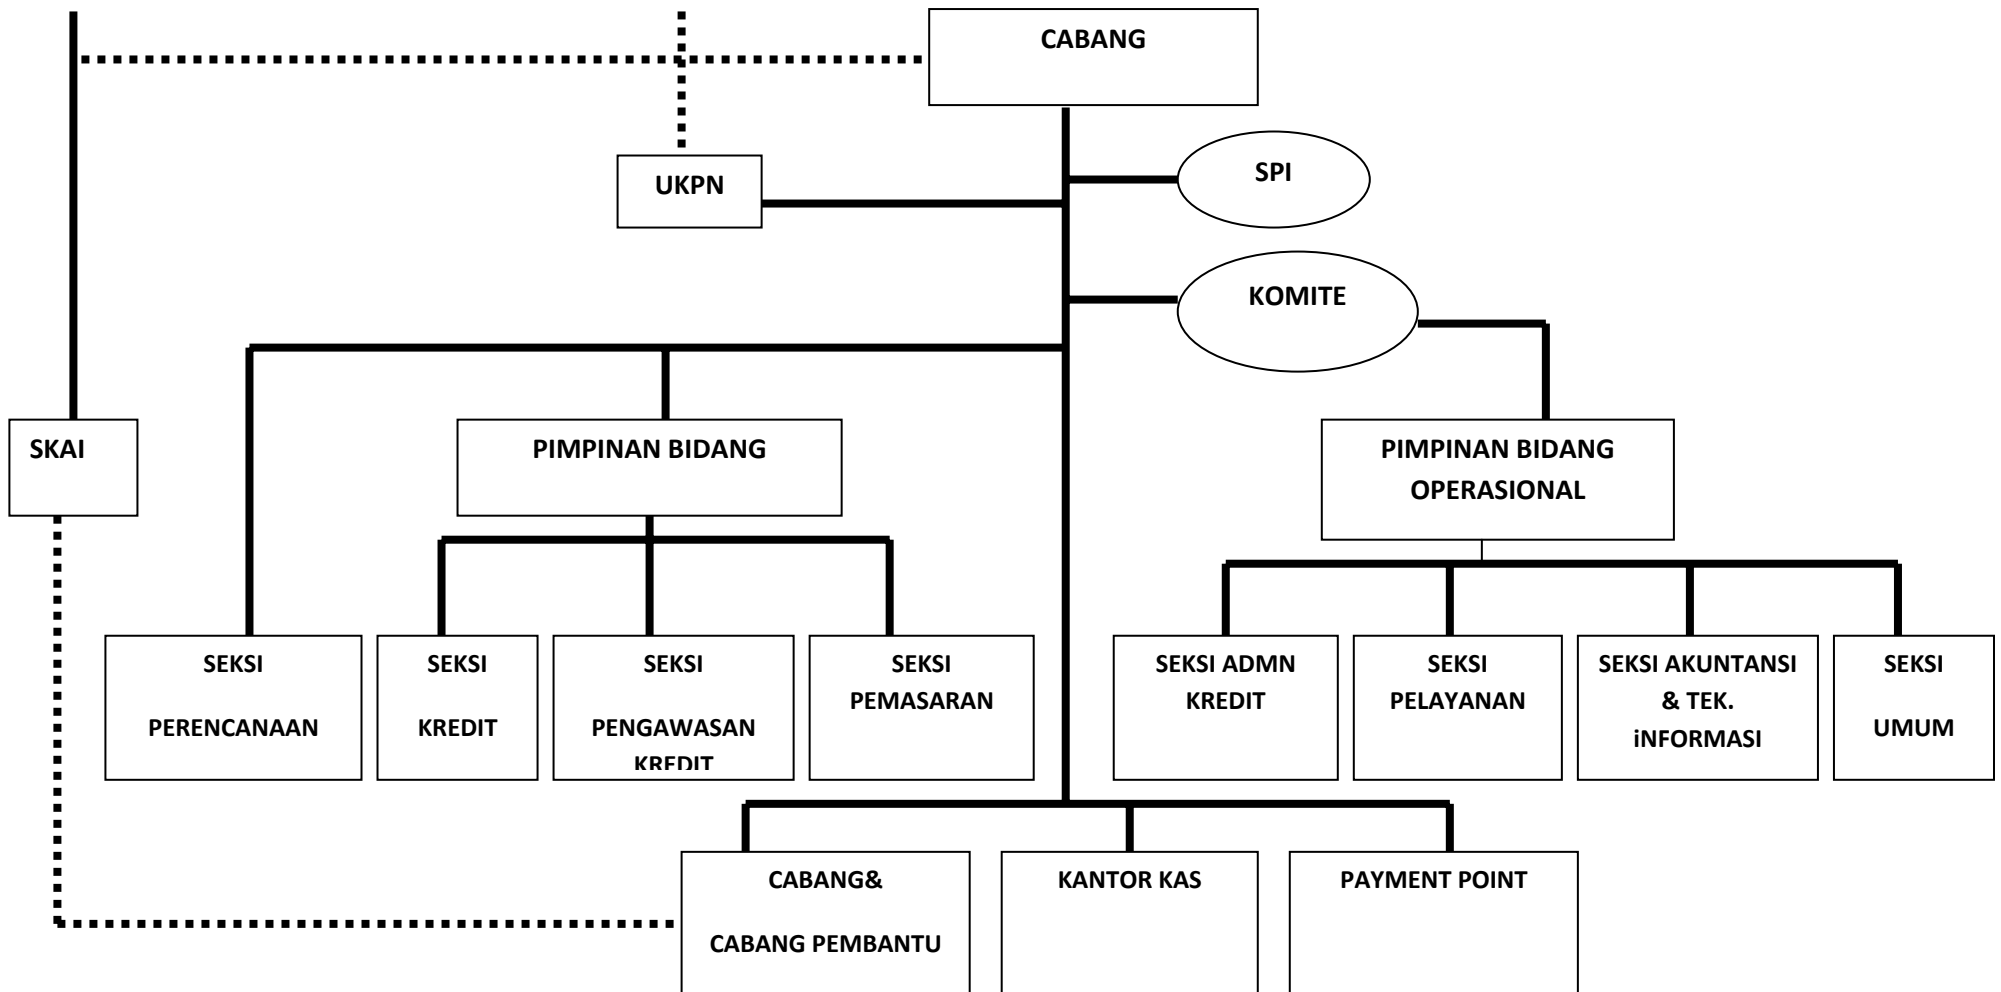 CABANG
SPI
UKPN
KOMITE
SKAI
PIMPINAN BIDANG
PIMPINAN BIDANG
OPERASIONAL
SEKSI
PERENCANAAN
SEKSI
KREDIT
SEKSI
PENGAWASAN
KREDIT
SEKSI
PEMASARAN
SEKSI ADMN
KREDIT
SEKSI
PELAYANAN
SEKSI AKUNTANSI
& TEK.
iNFORMASI
SEKSI
UMUM
CABANG&
CABANG PEMBANTU
KANTOR KAS
PAYMENT POINT